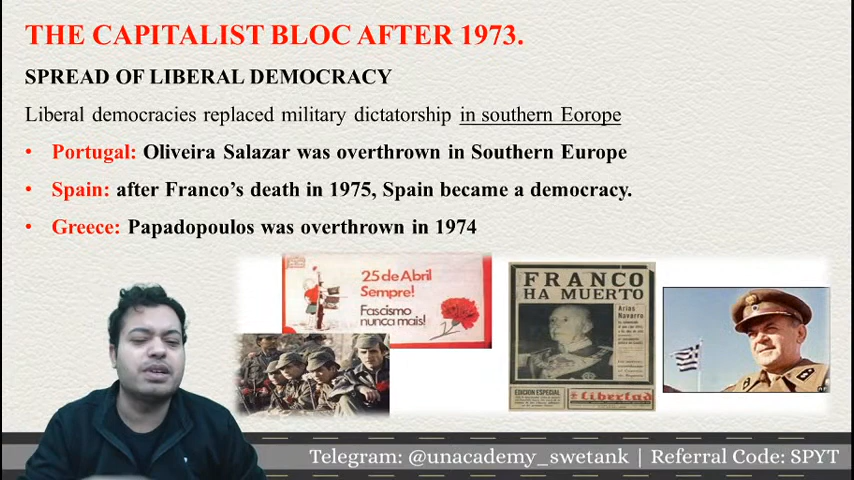 THE CAPITALIST BLOC AFTER 1973.
SPREAD OF LIBERAL DEMOCRACY
Liberal democracies replaced military dictatorship in southern Eorope
• Portugal: Oliveira Salazar was overthrown in Southern Europe
• Spain: after Franco's death in 1975, Spain became a democracy.
• Greece: Papadopoulos was overthrown in 1974
25 de Abril
Sempre!
Fascismo
nunca mais!
FRANCO
HA MUERTO
Arias
Navarro
EDICION ESPECIAL
libertad
Telegram: @unacademy_swetank | Referral Code: SPYT